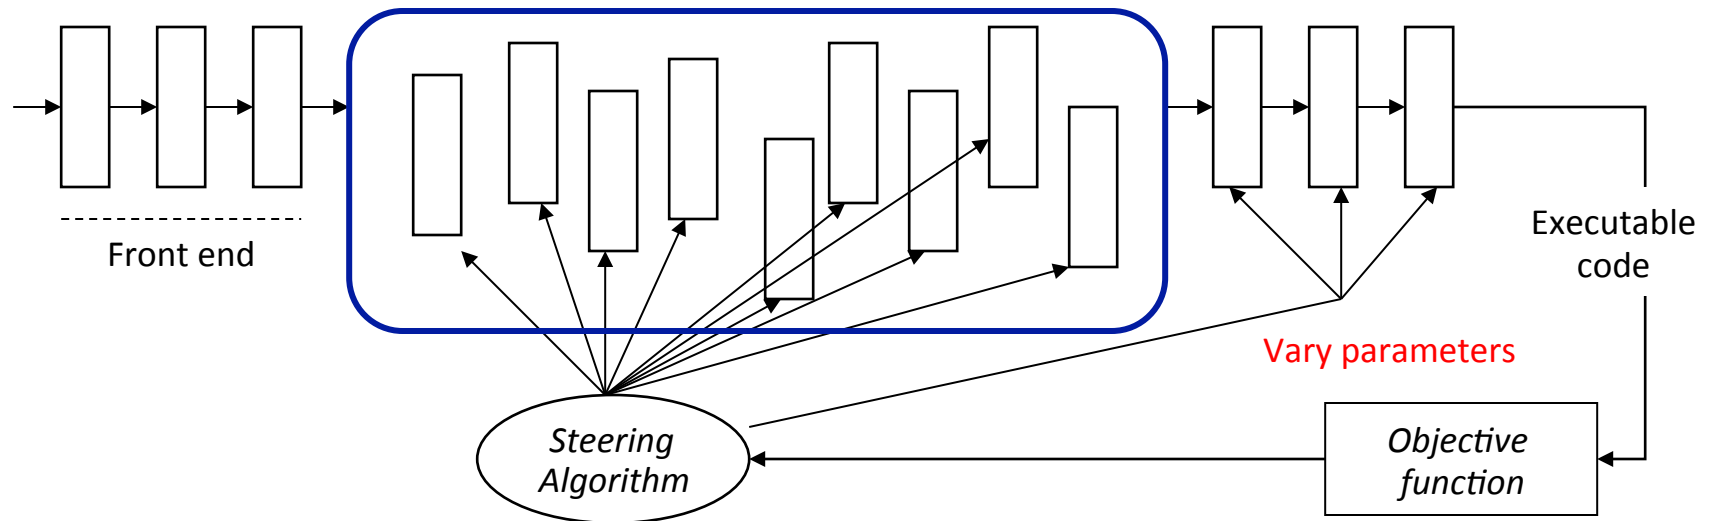 Front end
Executable
code
Vary parameters
Steering
Algorithm
Objective
function